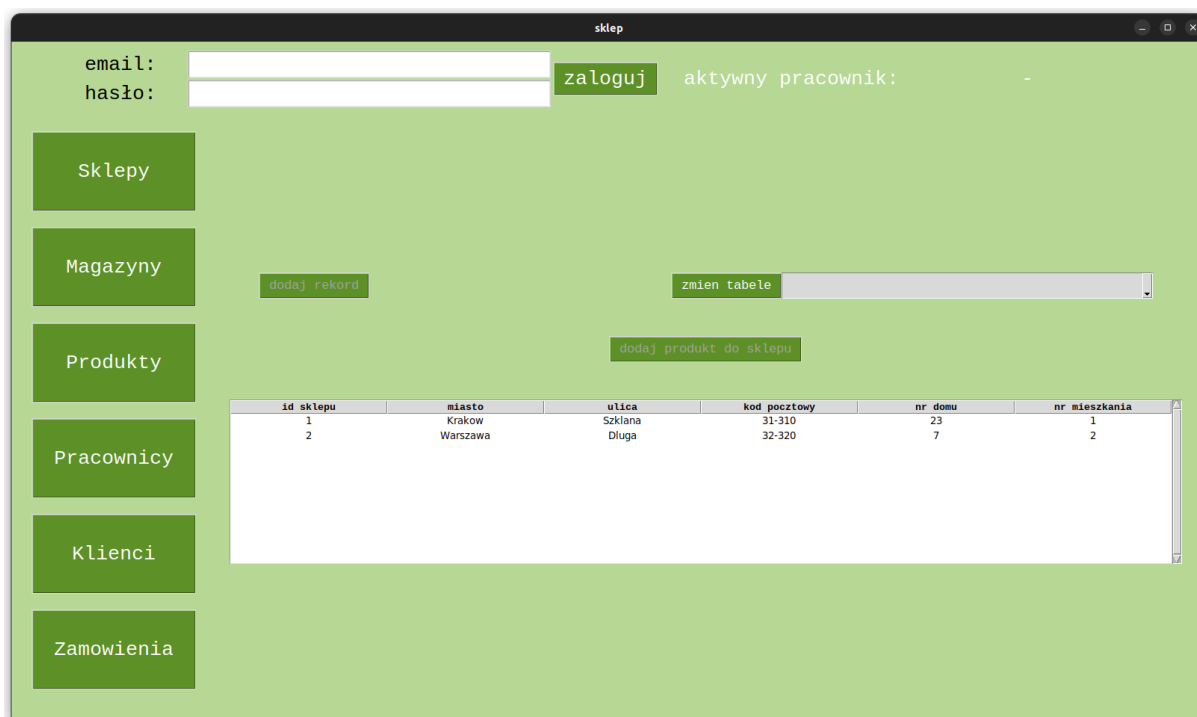 sklep
email:
hasło:
zaloguj
aktywny pracownik: -
Sklepy
Magazyny
dodaj rekord
zmien tabele
Produkty
dodaj produkt do sklepu
id sklepu miasto ulica kod pocztowy nr domu nr mieszkania
1 Krakow Szklana 31-310 23 1
2 Warszawa Dluga 32-320 7 2
Pracownicy
Klienci
Zamowienia